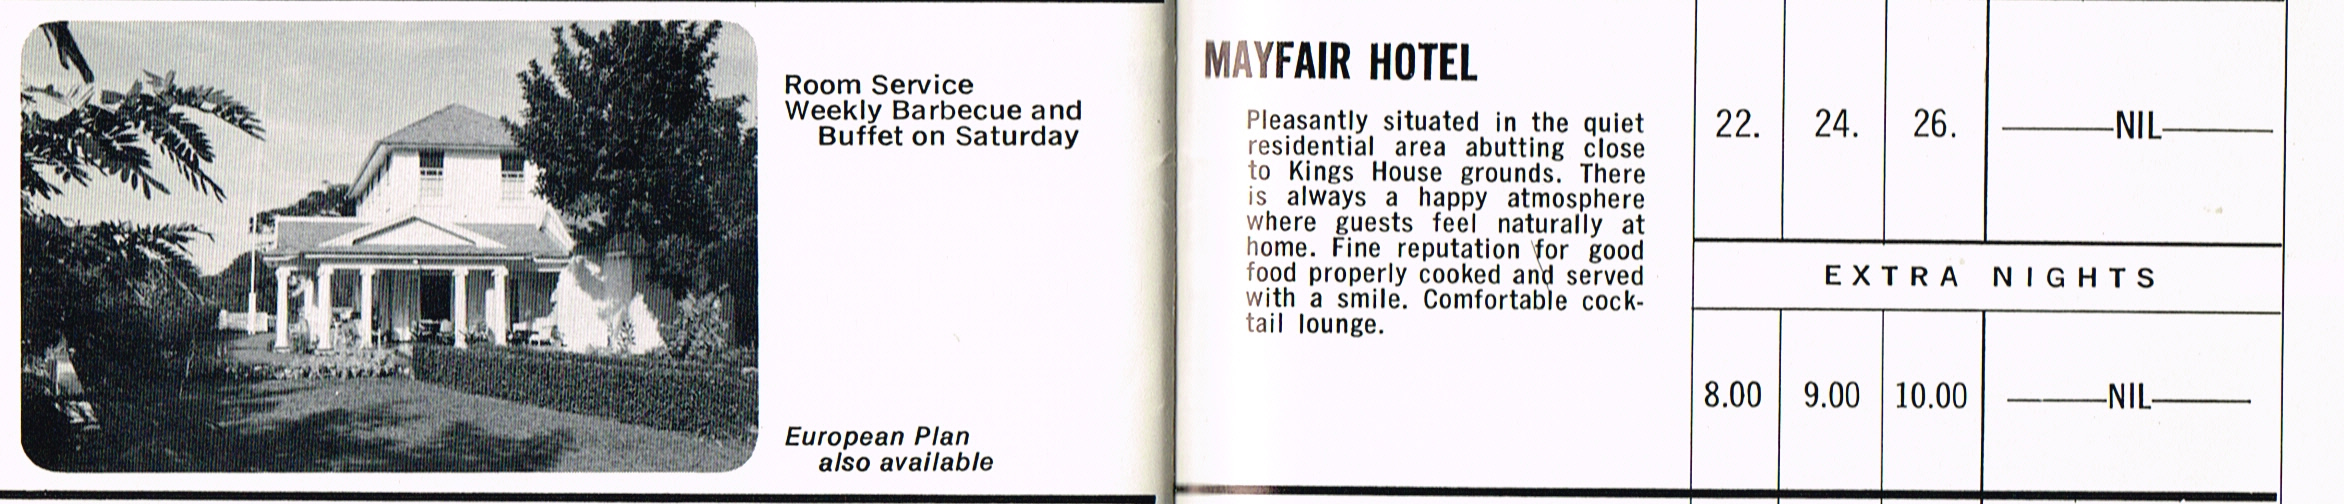 Room Service
Weekly Barbecue and
Buffet on Saturday
European Plan
also available
MAYFAIR HOTEL
Pleasantly situated in the quiet
residential area abutting close
to Kings House grounds. There
is always a happy atmosphere
where guests feel naturally at
home. Fine reputation for good
food properly cooked and served
with a smile. Comfortable cock-
tail lounge.
22. 24. 26. NIL
EXTRA NIGHTS
8.00 9.00 10.00 NIL